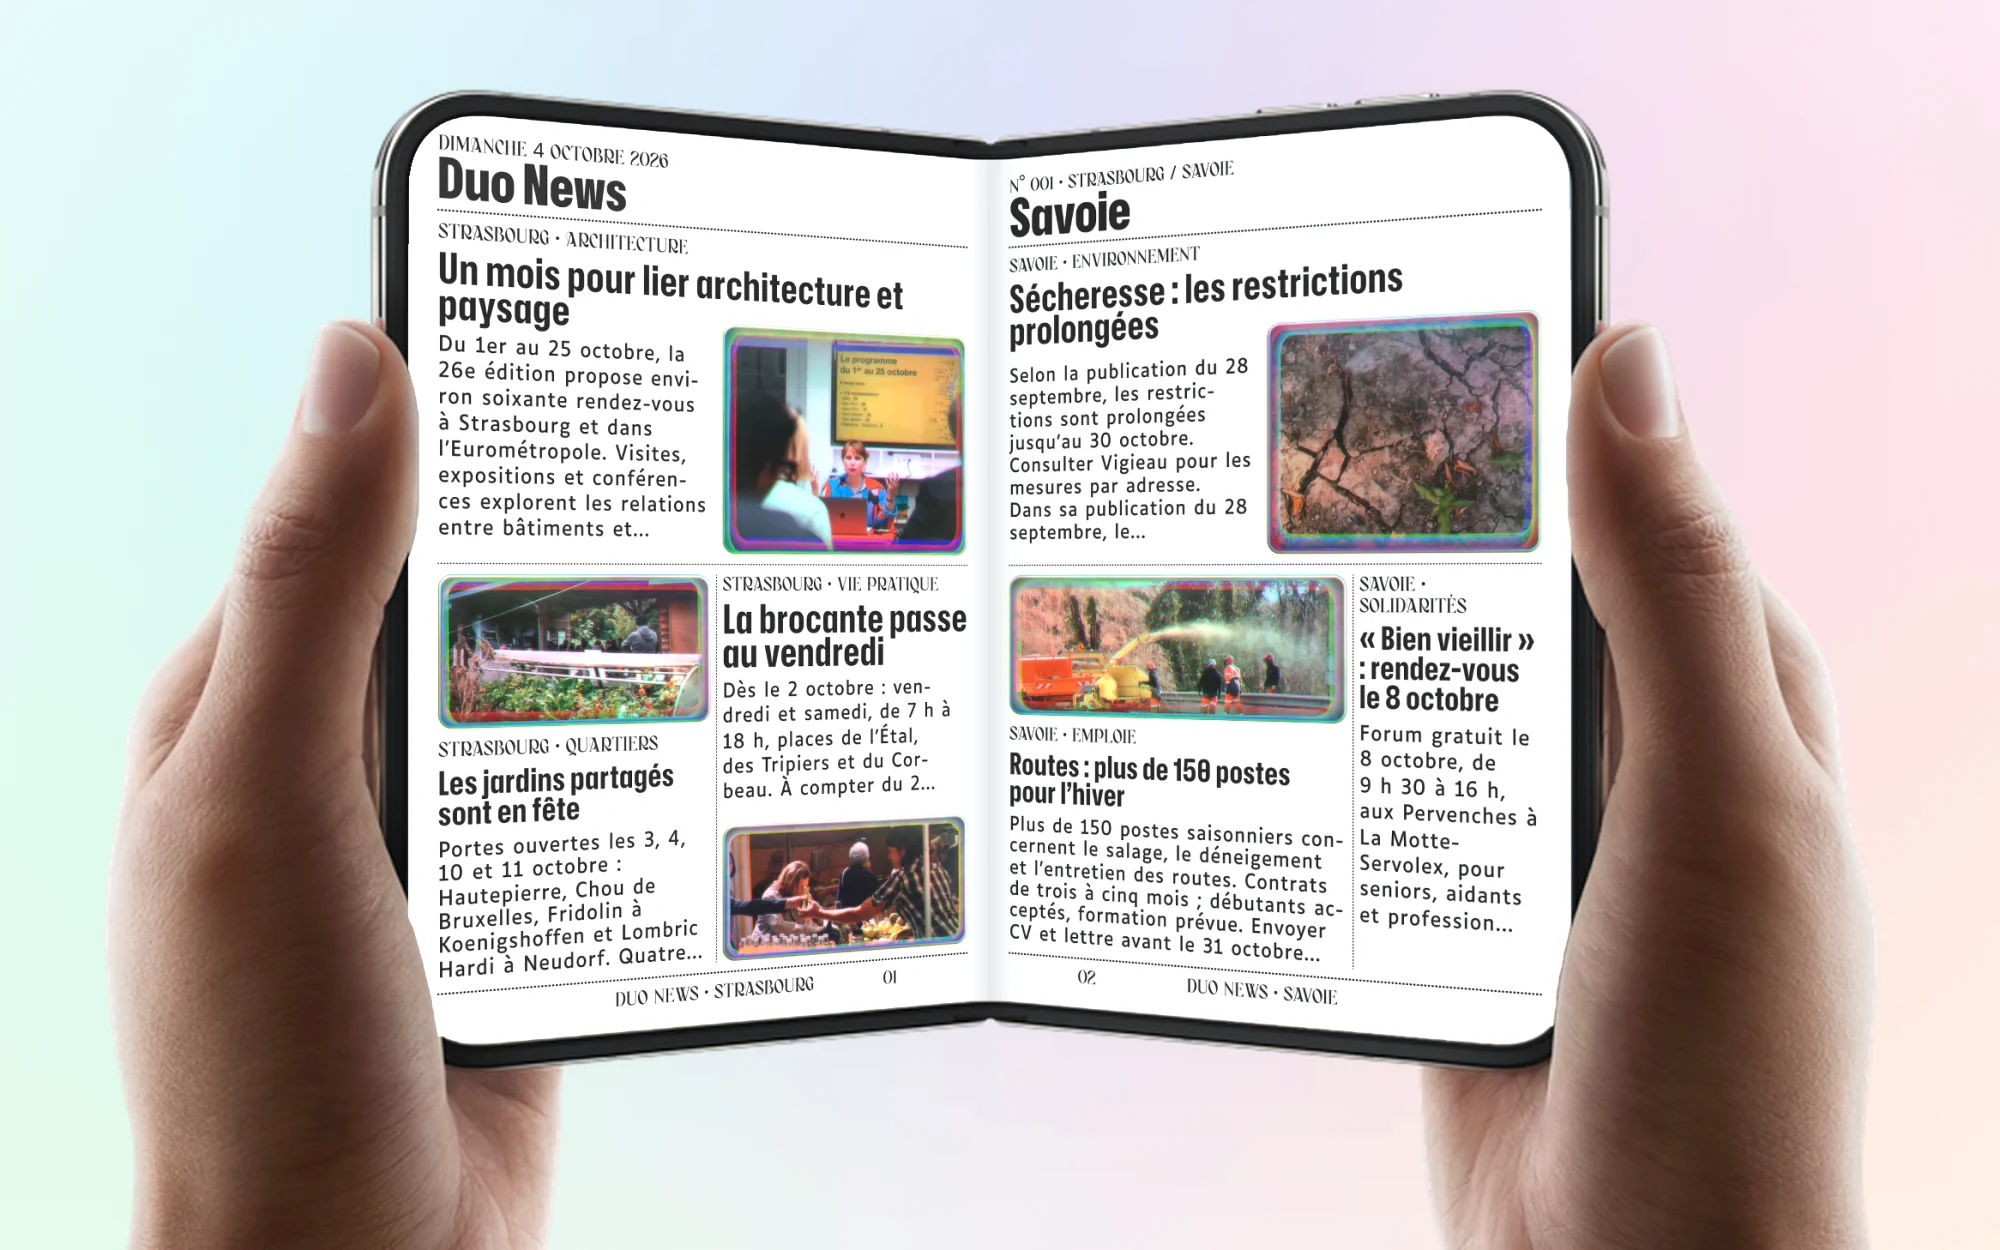 DIMANCHE 4 OCTOBRE 2026
Duo News
STRASBOURG • ARCHITECTURE
Un mois pour lier architecture et
paysage
Du 1er au 25 octobre, la
26e édition propose envi-
ron soixante rendez-vous
à Strasbourg et dans
l'Eurométropole. Visites,
expositions et conféren-
ces explorent les relations
entre bâtiments et...
Le programme
du 1er au 25 octobre
STRASBOURG • QUARTIERS
Les jardins partagés
sont en fête
Portes ouvertes les 3, 4,
10 et 11 octobre :
Hautepierre, Chou de
Bruxelles, Fridolin à
Koenigshoffen et Lombric
Hardi à Neudorf. Quatre...
STRASBOURG • VIE PRATIQUE
La brocante passe
au vendredi
Dès le 2 octobre : ven-
dredi et samedi, de 7 h à
18 h, places de l'Étal,
des Tripiers et du Cor-
beau. À compter du 2...
DUO NEWS • STRASBOURG
01
N° 001 • STRASBOURG / SAVOIE
Savoie
SAVOIE • ENVIRONNEMENT
Sécheresse : les restrictions
prolongées
Selon la publication du 28
septembre, les restric-
tions sont prolongées
jusqu'au 30 octobre.
Consulter Vigieau pour les
mesures par adresse.
Dans sa publication du 28
septembre, le...
SAVOIE • EMPLOIE
Routes : plus de 150 postes
pour l'hiver
Plus de 150 postes saisonniers con-
cernent le salage, le déneigement
et l'entretien des routes. Contrats
de trois à cinq mois ; débutants ac-
ceptés, formation prévue. Envoyer
CV et lettre avant le 31 octobre...
SAVOIE •
SOLIDARITÉS
« Bien vieillir »
: rendez-vous
le 8 octobre
Forum gratuit le
8 octobre, de
9 h 30 à 16 h,
aux Pervenches à
La Motte-
Servolex, pour
seniors, aidants
et profession...
02
DUO NEWS • SAVOIE